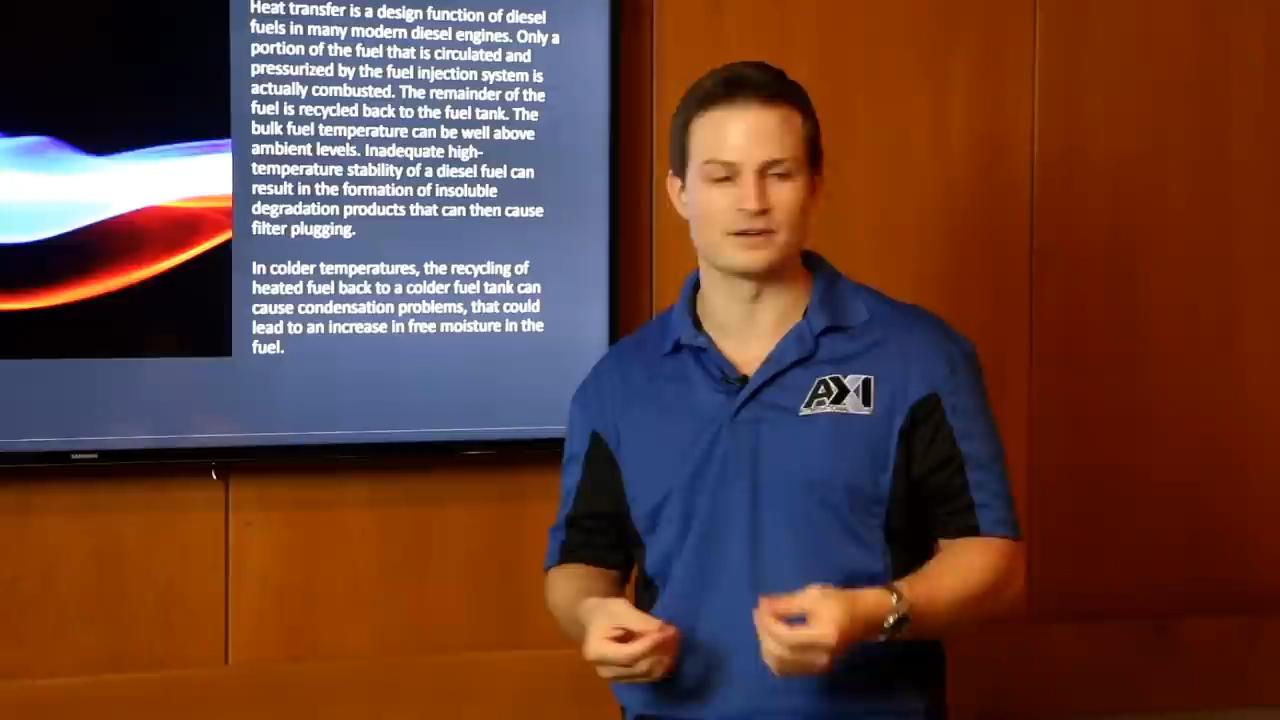 Heat transfer is a design function of diesel
fuels in many modern diesel engines. Only a
portion of the fuel that is circulated and
pressurized by the fuel injection system is
actually combusted. The remainder of the
fuel is recycled back to the fuel tank. The
bulk fuel temperature can be well above
ambient levels. Inadequate high-
temperature stability of a diesel fuel can
result in the formation of insoluble
degradation products that can then cause
filter plugging.
In colder temperatures, the recycling of
heated fuel back to a colder fuel tank can
cause condensation problems, that could
lead to an increase in free moisture in the
fuel.
SAMSUNG
AXI